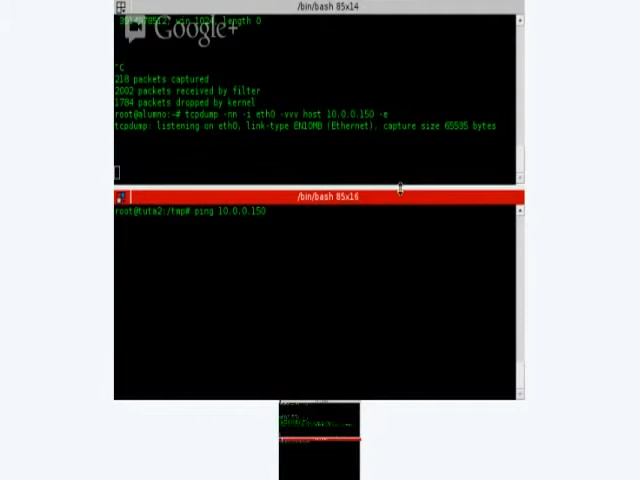 /bin/bash 85x14
length 0
Google+
^C
218 packets captured
2002 packets received by filter
1784 packets dropped by kernel
root@alumno:~# tcpdump -nn -i eth0 -vvv host 10.0.0.150 -e
tcpdump: listening on eth0, link-type EN10MB (Ethernet), capture size 65535 bytes
/bin/bash 85x16
root@tuta2:/tmp# ping 10.0.0.150